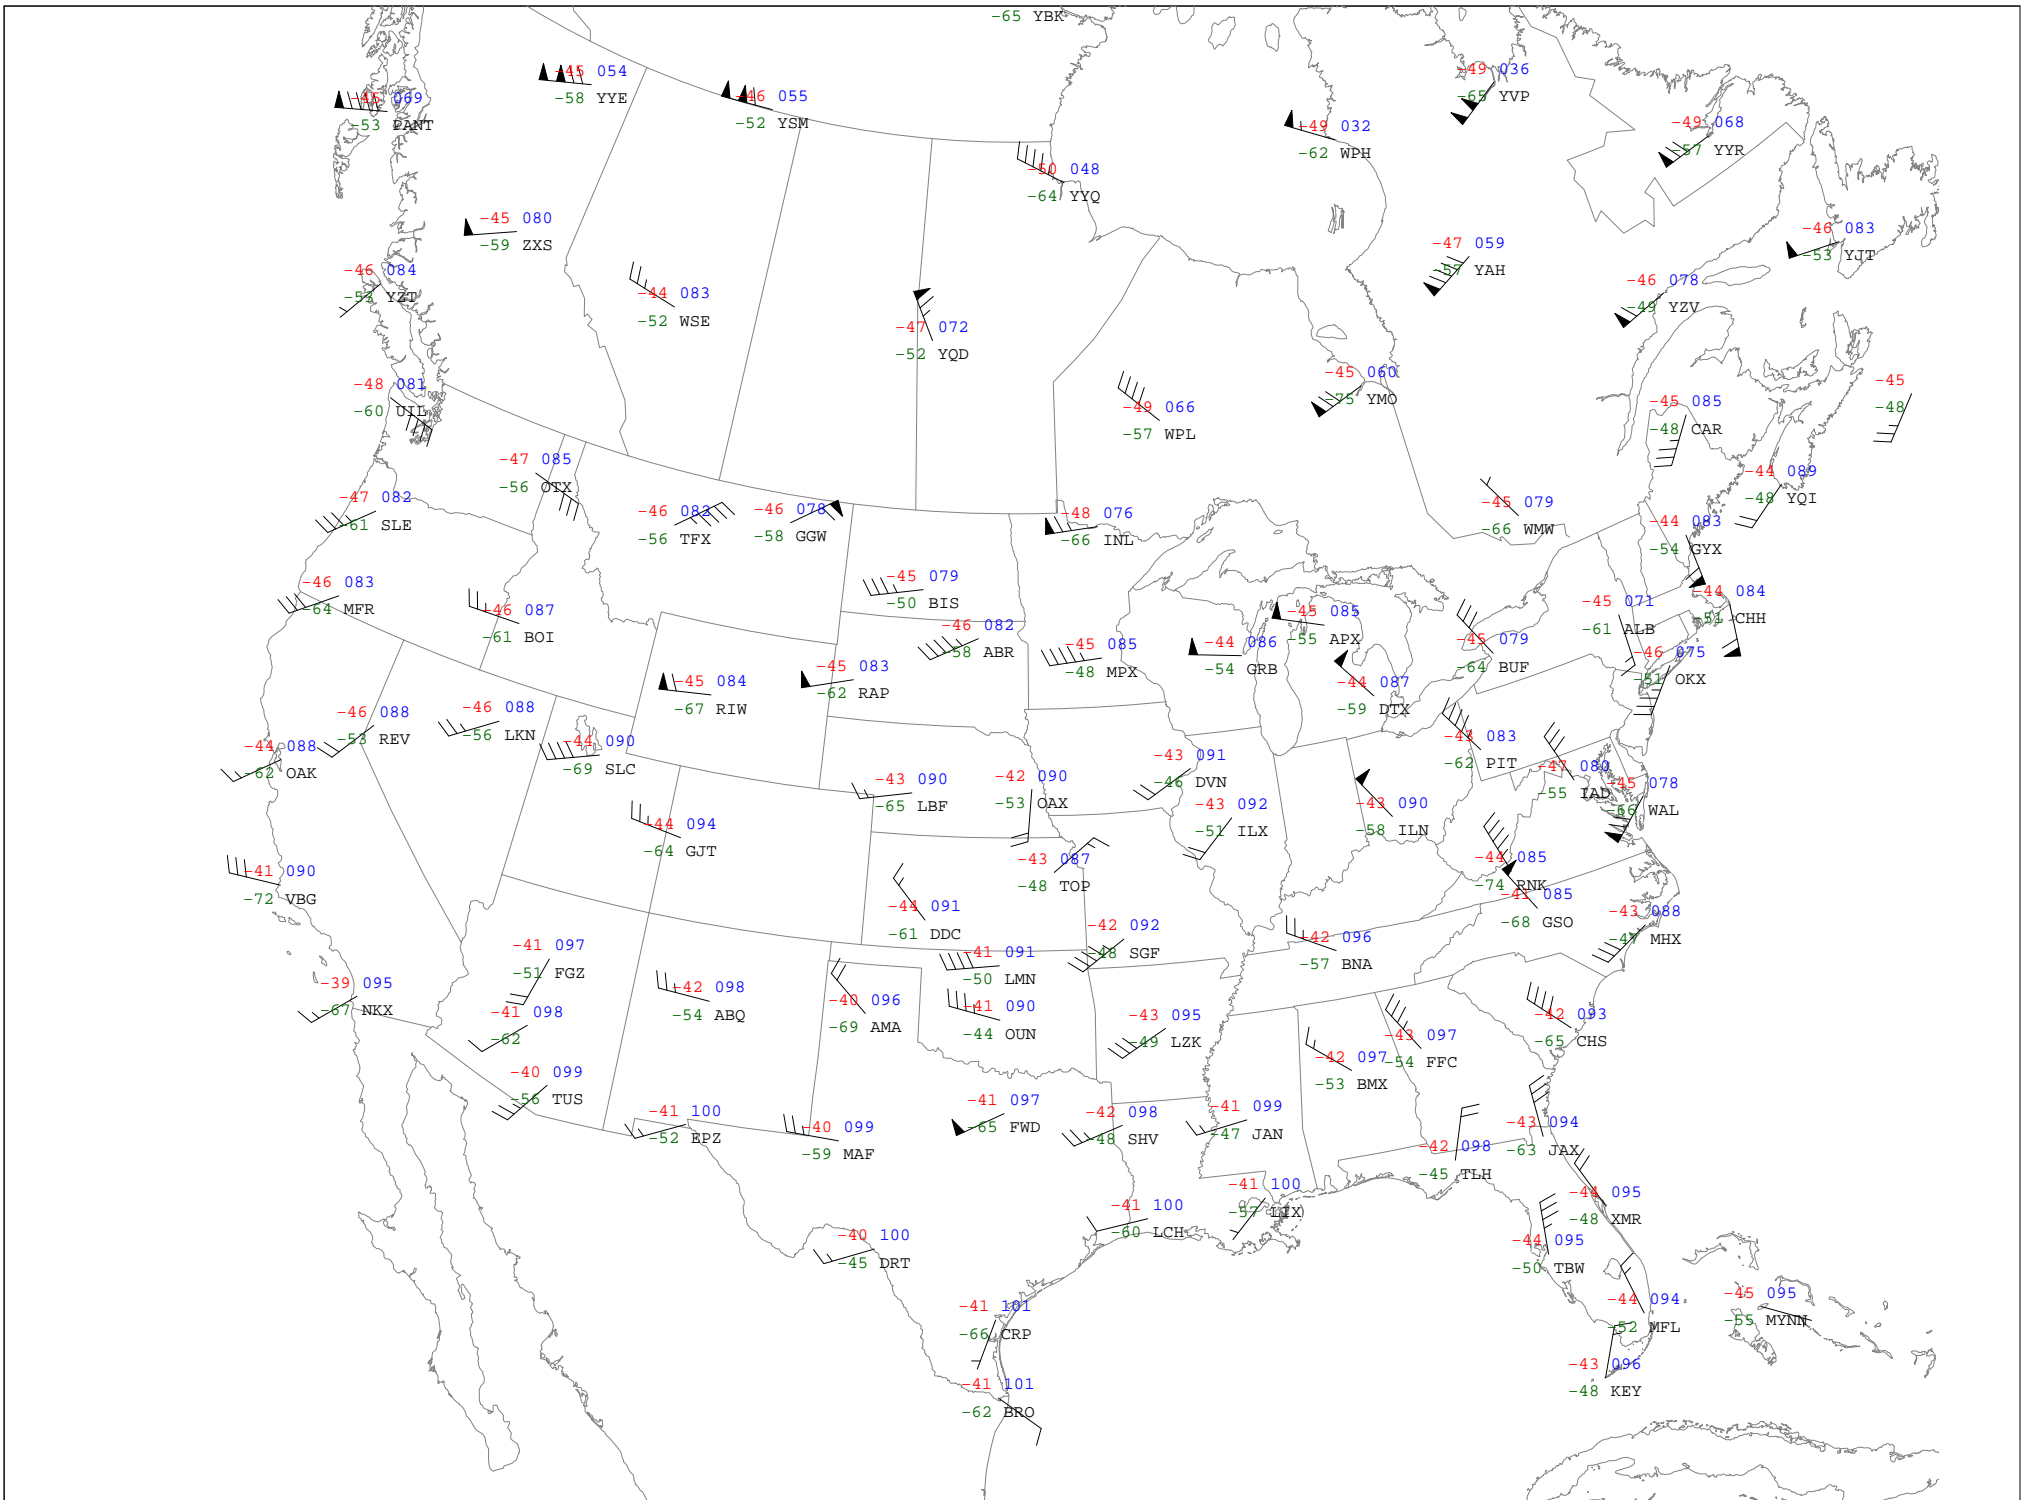 -65 YBK
-45 054
-58 YYE
-49 036
-65 YVP
-45 069
-53 PANT
-46 055
-52 YSM
-49 032
-62 WPH
-49 068
-57 YYR
-50 048
-64 YYQ
-45 080
-59 ZXS
-47 059
-57 YAH
-46 083
-53 YJT
-46 084
-53 YZT
-44 083
-52 WSE
-46 078
-49 YZV
-47 072
-52 YQD
-48 081
-60 UIL
-49 066
-57 WPL
-45 060
-75 YMO
-45 085
-48 CAR
-45
-48
-47 085
-56 OTX
-44 089
-48 YQI
-47 082
-61 SLE
-46 082
-56 TFX
-46 078
-58 GGW
-48 076
-66 INL
-45 079
-66 WMW
-44 083
-54 GYX
-46 083
-64 MFR
-46 087
-61 BOI
-45 079
-50 BIS
-46 082
-58 ABR
-45 085
-55 APX
-45 071
-61 ALB
-44 084
-51 CHH
-45 085
-48 MPX
-44 086
-54 GRB
-45 079
-64 BUF
-46 075
-51 OKX
-45 084
-67 RIW
-45 083
-62 RAP
-44 087
-59 DTX
-46 088
-53 REV
-46 088
-56 LKN
-44 088
-62 OAK
-44 090
-69 SLC
-43 083
-62 PIT
-43 090
-65 LBF
-42 090
-53 OAX
-43 091
-46 DVN
-47 080
-55 IAD
-45 078
-66 WAL
-44 094
-64 GJT
-43 092
-51 ILX
-43 090
-58 ILN
-41 090
-72 VBG
-43 087
-48 TOP
-44 085
-74 RNK
-41 085
-68 GSO
-44 091
-61 DDC
-42 092
-48 SGF
-42 096
-57 BNA
-43 088
-47 MHX
-41 097
-51 FGZ
-41 091
-50 LMN
-39 095
-67 NKX
-42 098
-54 ABQ
-40 096
-69 AMA
-41 090
-44 OUN
-41 098
-62
-43 095
-49 LZK
-43 097
-54 FFC
-42 093
-65 CHS
-42 097
-53 BMX
-40 099
-56 TUS
-41 100
-52 EPZ
-40 099
-59 MAF
-41 097
-65 FWD
-42 098
-48 SHV
-41 099
-47 JAN
-42 098
-45 TLH
-43 094
-63 JAX
-41 100
-57 LIX
-44 095
-48 XMR
-41 100
-60 LCH
-40 100
-45 DRT
-44 095
-50 TBW
-41 101
-66 CRP
-44 094
-52 MFL
-45 095
-55 MYNN
-43 096
-48 KEY
-41 101
-62 BRO